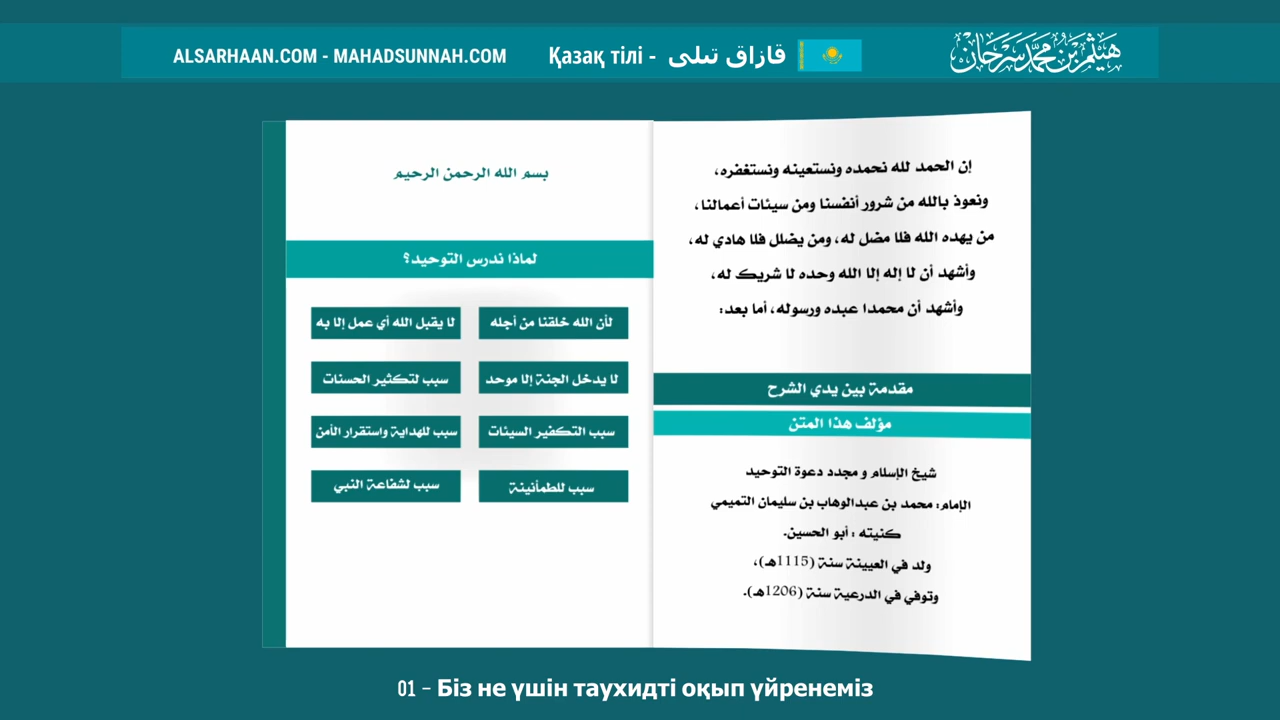 ALSARHAAN.COM - MAHADSUNNAH.COM
Қазақ тілі - قازاق تىلى
هيثم بن محمد سرحان
إن الحمد لله نحمده ونستعينه ونستغفره،
ونعوذ بالله من شرور أنفسنا ومن سيئات أعمالنا،
من يهده الله فلا مضل له، ومن يضلل فلا هادي له،
وأشهد أن لا إله إلا الله وحده لا شريك له،
وأشهد أن محمدا عبده ورسوله، أما بعد:
مقدمة بين يدي الشرح
مؤلف هذا المتن
شيخ الإسلام و مجدد دعوة التوحيد
الإمام: محمد بن عبدالوهاب بن سليمان التميمي
كنيته : أبو الحسين.
ولد في العيينة سنة (1115هـ)،
وتوفي في الدرعية سنة (1206هـ).
بسم الله الرحمن الرحيم
لماذا ندرس التوحيد؟
لأن الله خلقنا من أجله
لا يقبل الله أي عمل إلا به
لا يدخل الجنة إلا موحد
سبب لتكثير الحسنات
سبب التكفير السيئات
سبب للهداية واستقرار الأمن
سبب للطمأنينة
سبب لشفاعة النبي
01 - Біз не үшін таухидті оқып үйренеміз